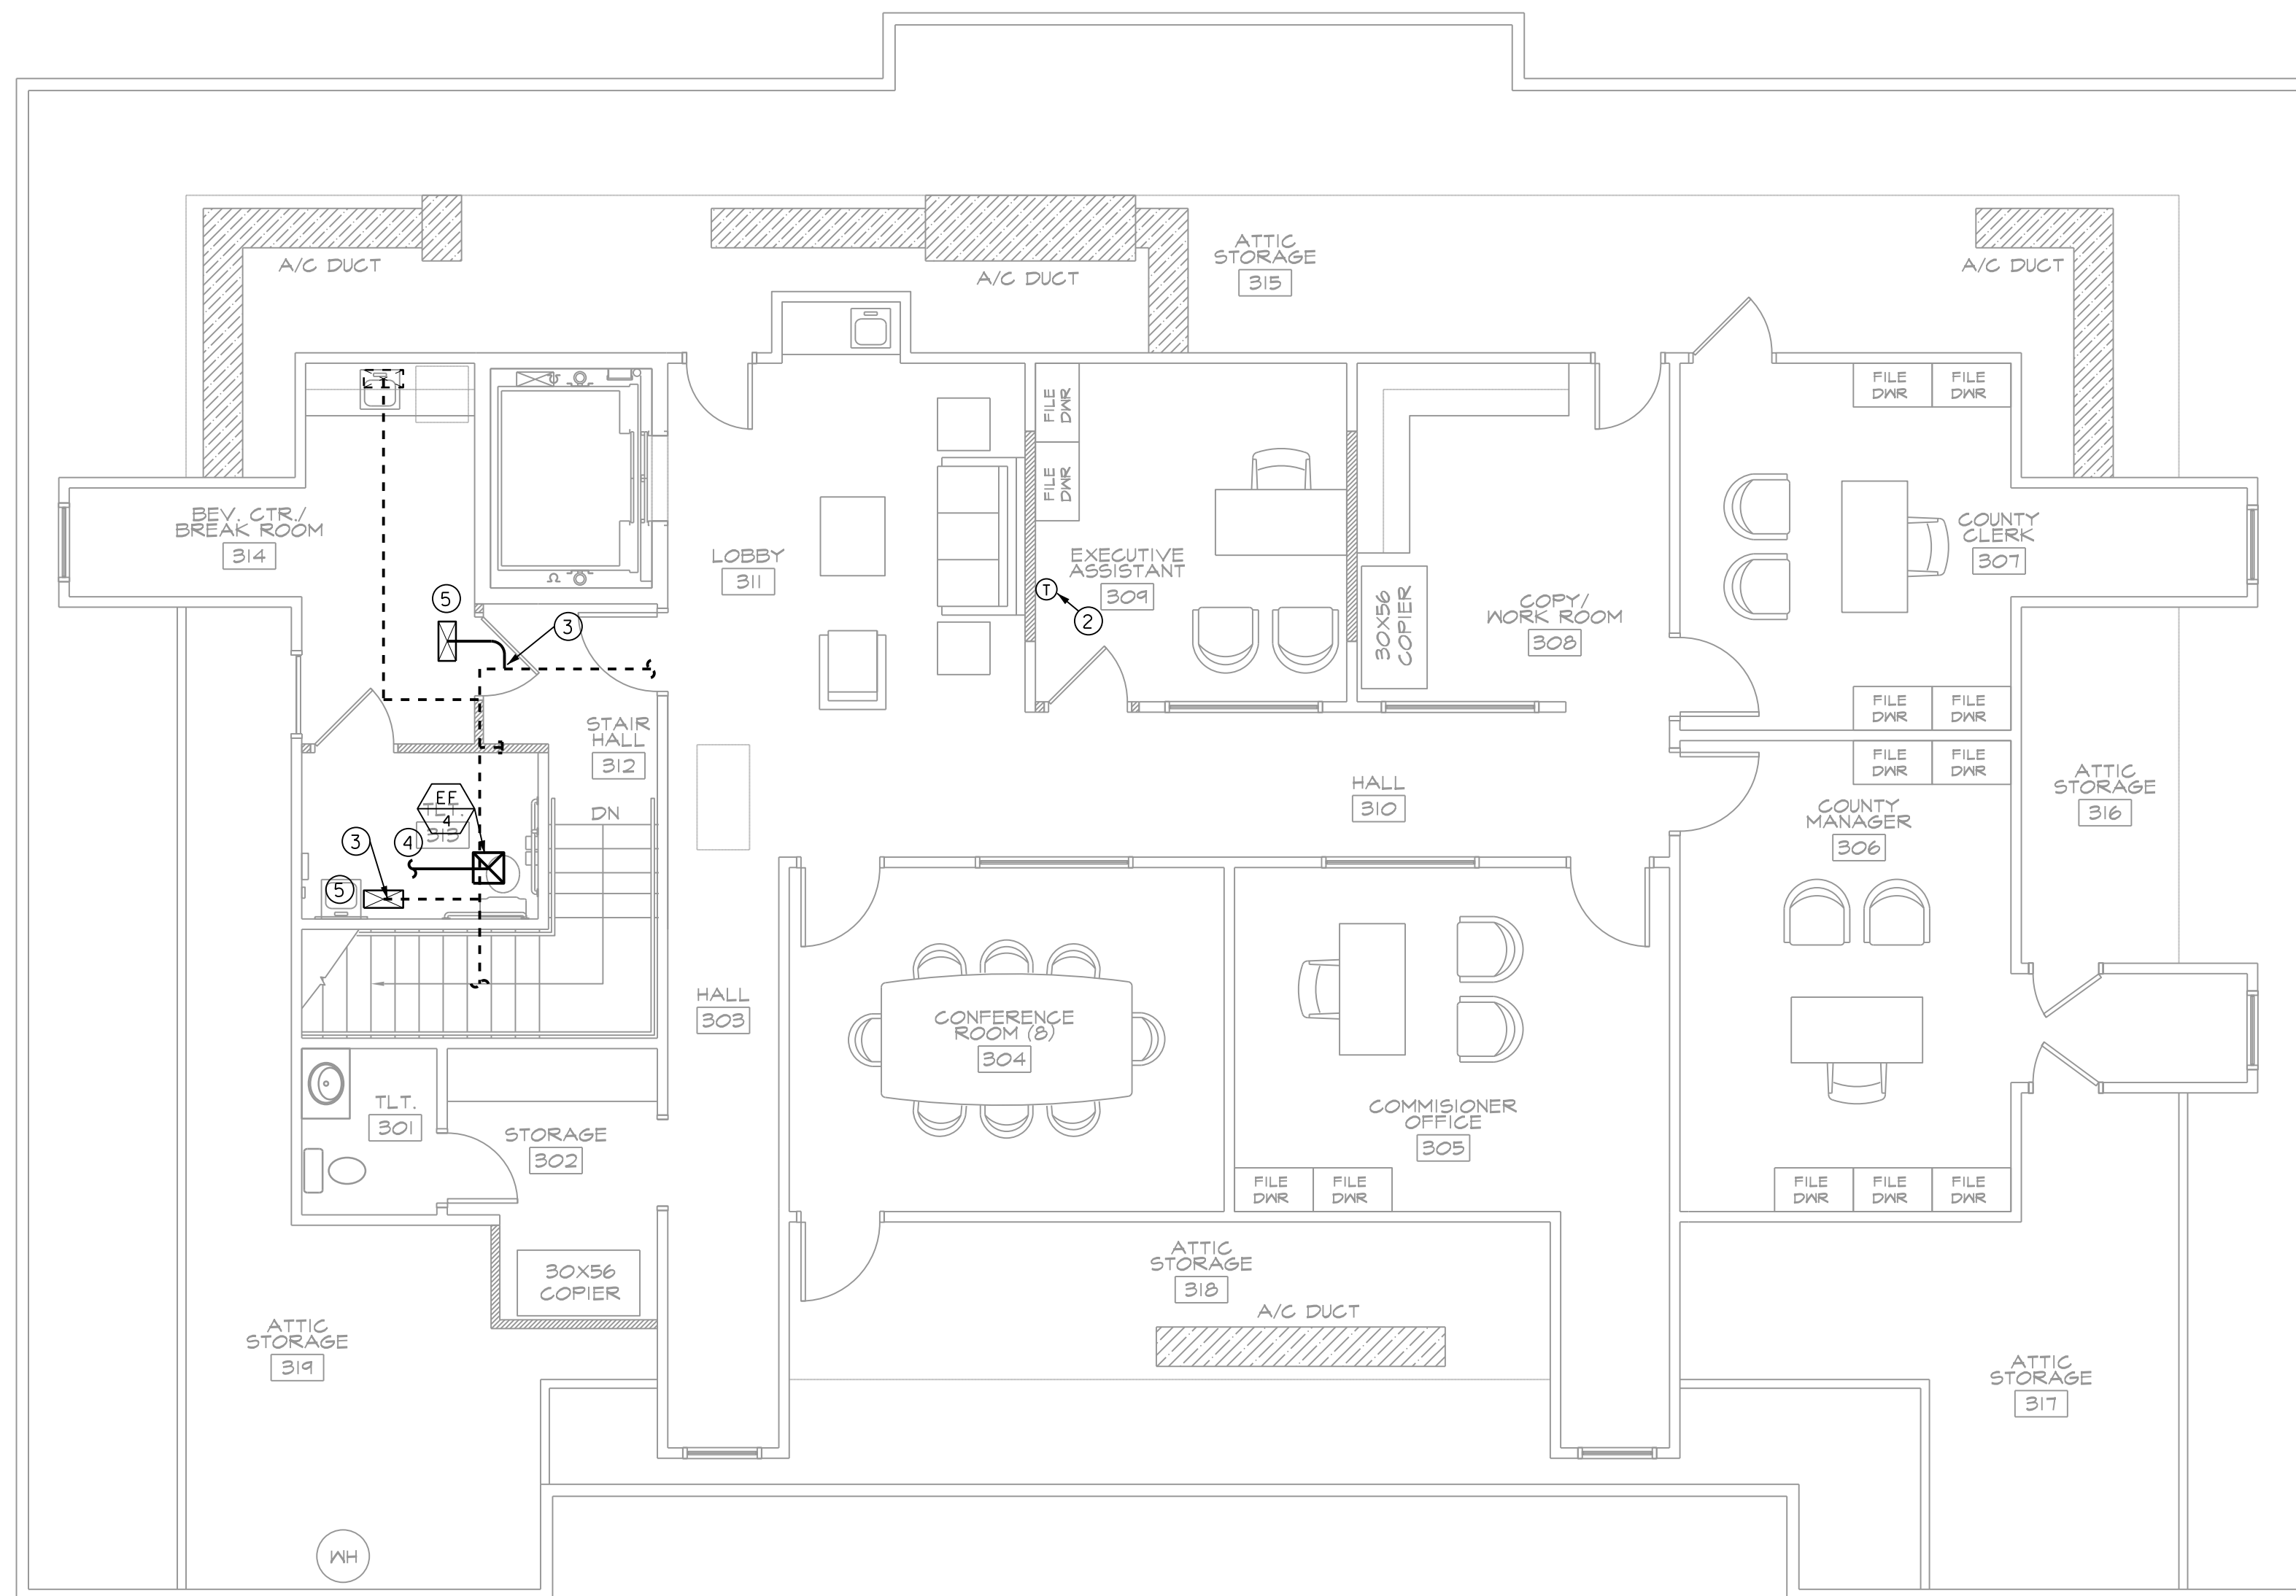 A/C DUCT
A/C DUCT
ATTIC
STORAGE
315
A/C DUCT
FILE
DWR
FILE
DWR
FILE
DWR
FILE
DWR
BEV. CTR./
BREAK ROOM
314
LOBBY
311
EXECUTIVE
ASSISTANT
309
T
2
30X56
COPIER
COPY/
WORK ROOM
308
COUNTY
CLERK
307
5
3
STAIR
HALL
312
DN
FILE
DWR
FILE
DWR
FILE
DWR
FILE
DWR
HALL
310
COUNTY
MANAGER
306
ATTIC
STORAGE
316
EF
4
TLT.
313
3
4
5
HALL
303
CONFERENCE
ROOM (8)
304
COMMISIONER
OFFICE
305
TLT.
301
STORAGE
302
FILE
DWR
FILE
DWR
FILE
DWR
FILE
DWR
FILE
DWR
30X56
COPIER
ATTIC
STORAGE
318
A/C DUCT
ATTIC
STORAGE
319
ATTIC
STORAGE
317
WH